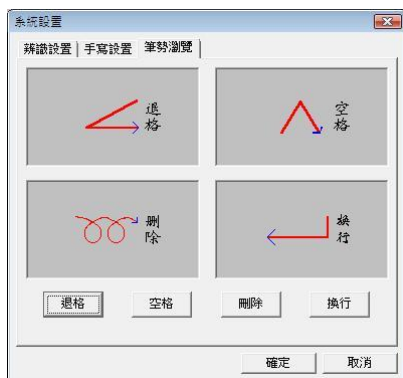 系統設置
辨識設置 手寫設置 筆勢瀏覽
退格
空格
刪除
換行
退格 空格 刪除 換行
確定 取消